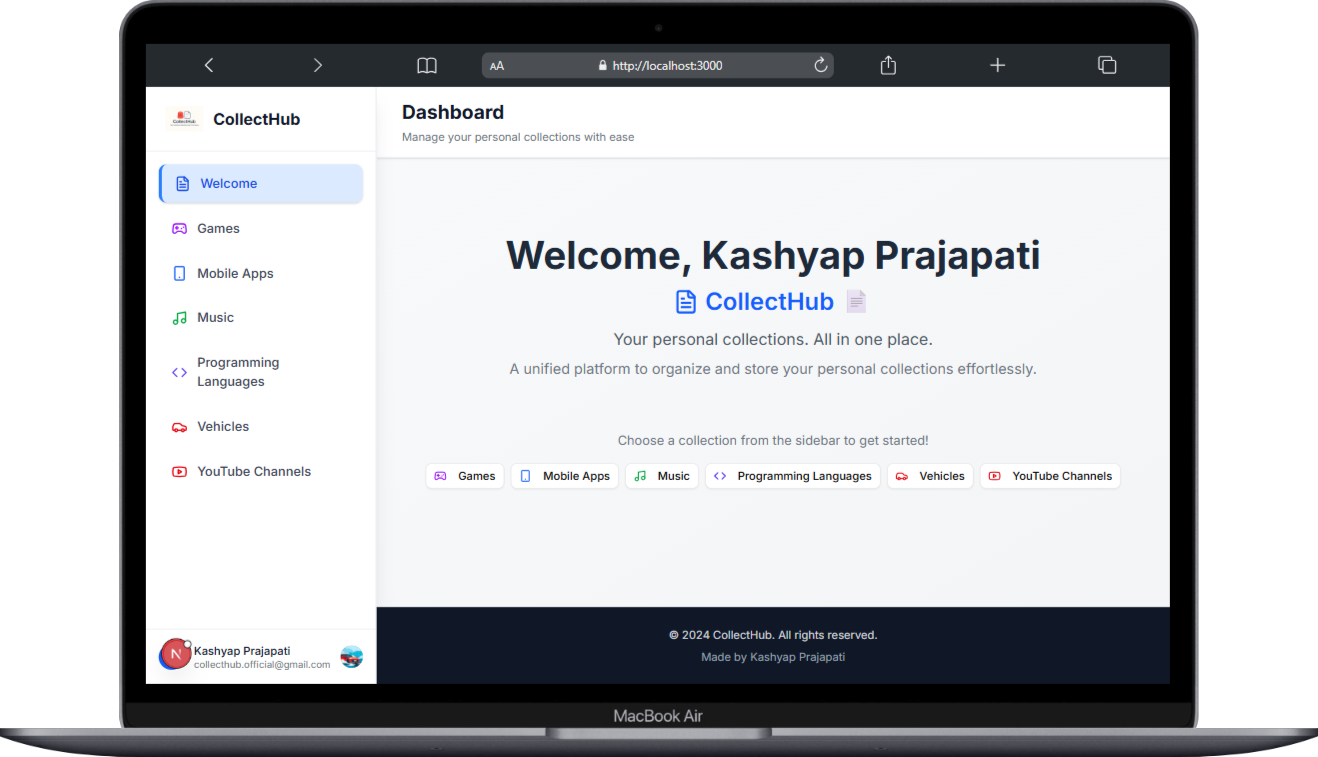 AA
http://localhost:3000
CollectHub
CollectHub
Dashboard
Manage your personal collections with ease
Welcome
Games
Mobile Apps
Music
Programming
Languages
Vehicles
YouTube Channels
Welcome, Kashyap Prajapati
CollectHub
Your personal collections. All in one place.
A unified platform to organize and store your personal collections effortlessly.
Choose a collection from the sidebar to get started!
Games Mobile Apps Music Programming Languages Vehicles YouTube Channels
N
Kashyap Prajapati
collecthub.official@gmail.com
© 2024 CollectHub. All rights reserved.
Made by Kashyap Prajapati
MacBook Air